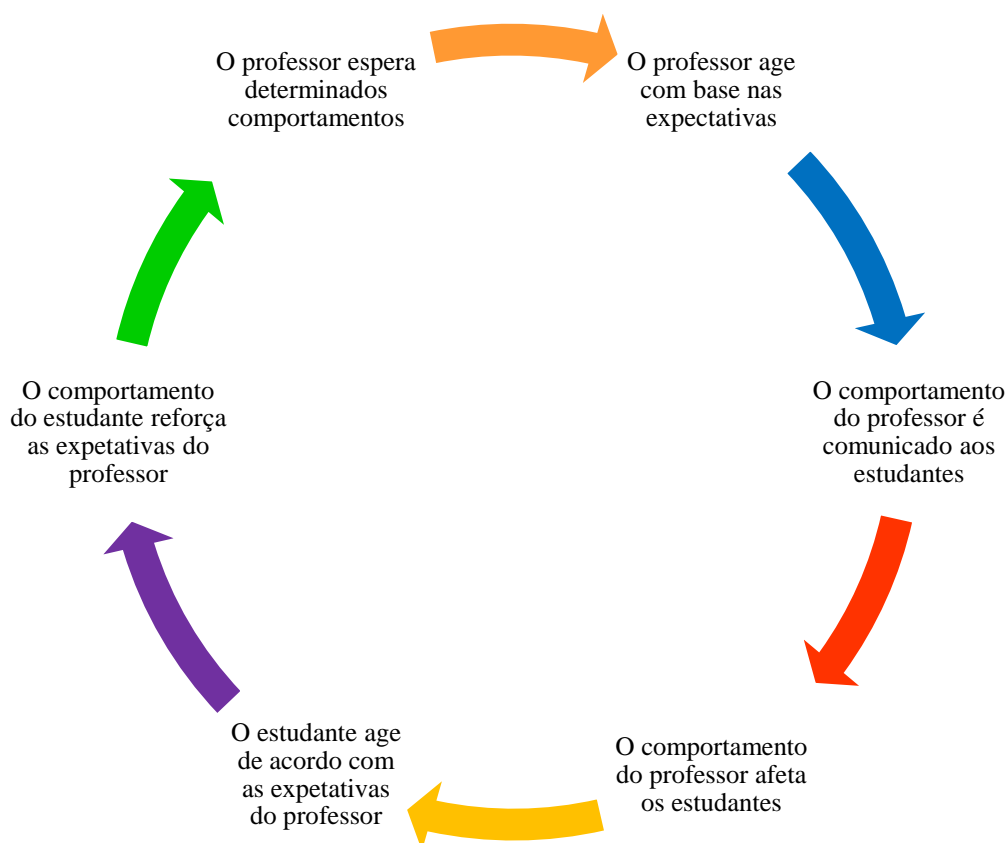 O professor espera
determinados
comportamentos
O professor age
com base nas
expectativas
O comportamento
do professor é
comunicado aos
estudantes
O comportamento
do professor afeta
os estudantes
O estudante age
de acordo com
as expetativas
do professor
O comportamento
do estudante reforça
as expetativas do
professor